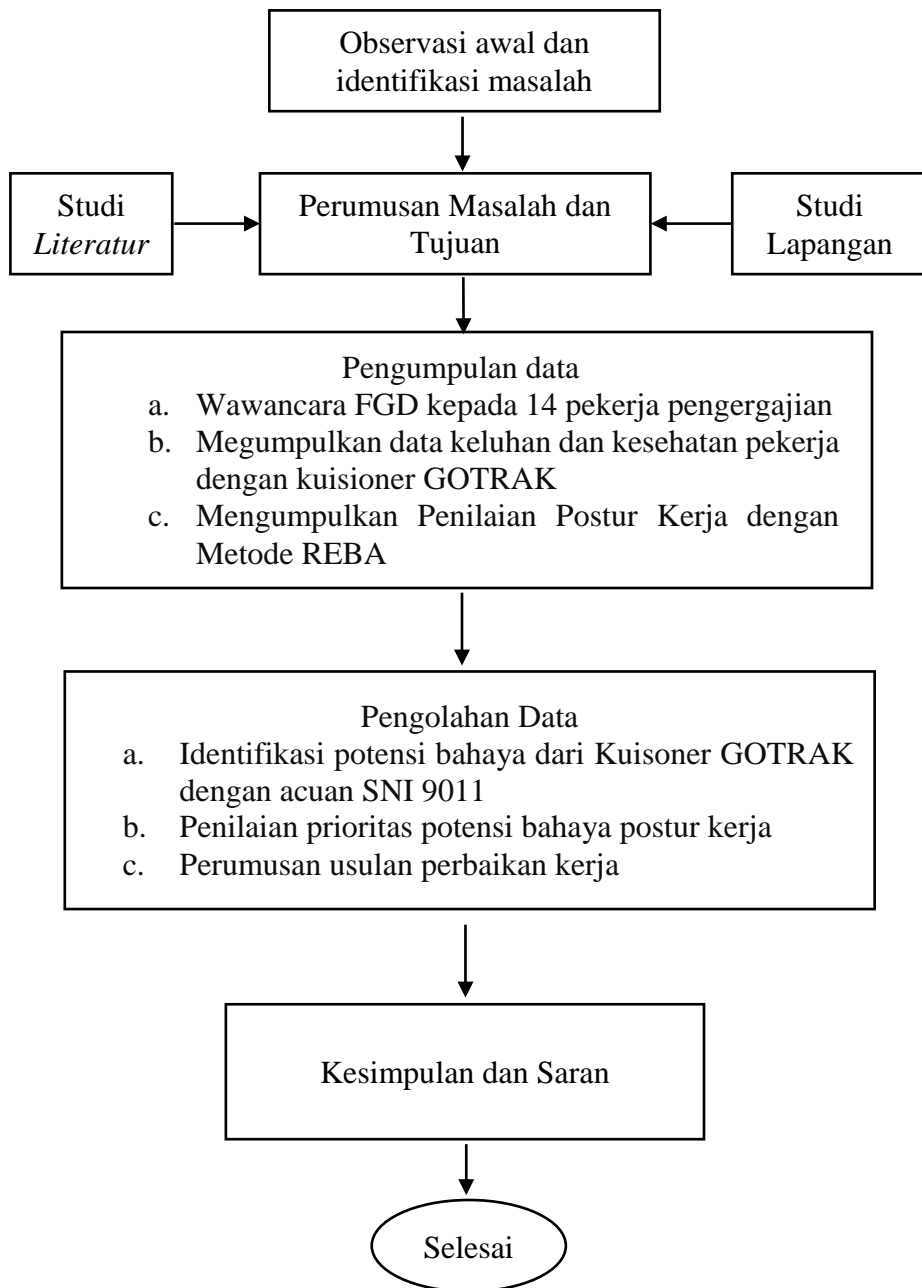 Observasi awal dan
identifikasi masalah
Studi
Literatur
Perumusan Masalah dan
Tujuan
Studi
Lapangan
Pengumpulan data
a. Wawancara FGD kepada 14 pekerja pengergajian
b. Megumpulkan data keluhan dan kesehatan pekerja
dengan kuisioner GOTRAK
c. Mengumpulkan Penilaian Postur Kerja dengan
Metode REBA
Pengolahan Data
a. Identifikasi potensi bahaya dari Kuisoner GOTRAK
dengan acuan SNI 9011
b. Penilaian prioritas potensi bahaya postur kerja
c. Perumusan usulan perbaikan kerja
Kesimpulan dan Saran
Selesai